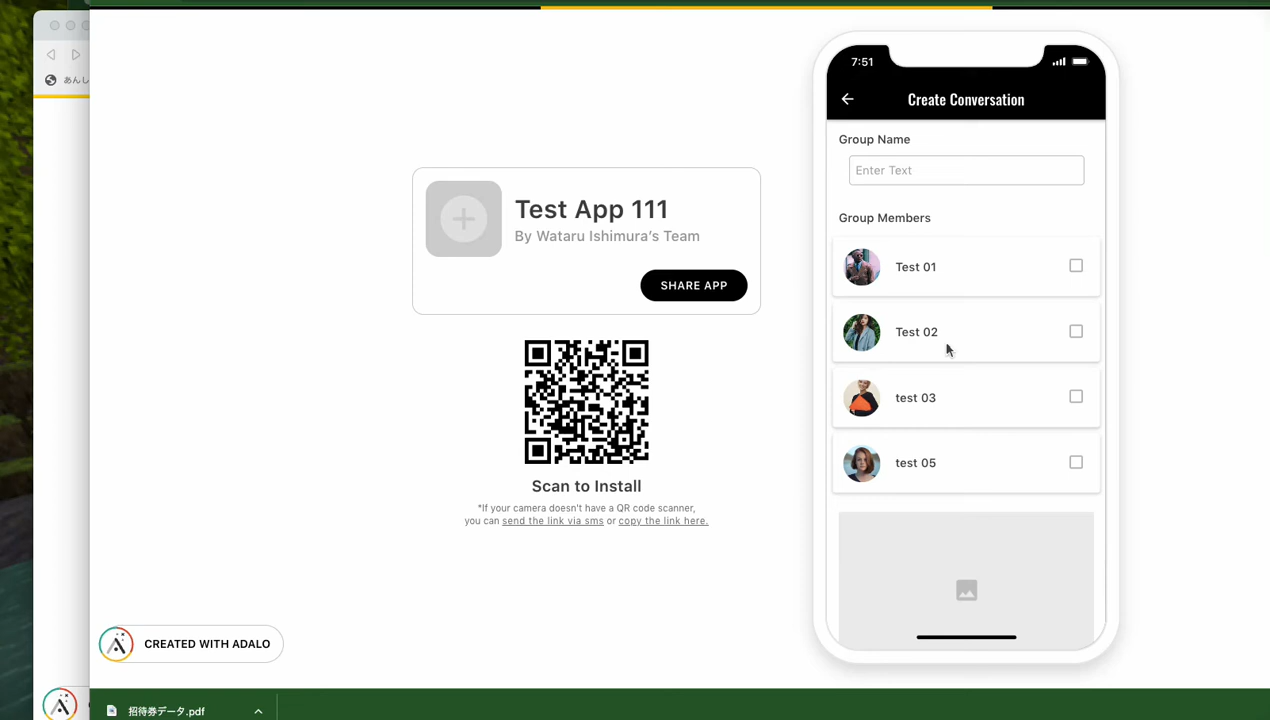 あんし
7:51
Create Conversation
Group Name
Enter Text
Group Members
Test 01
Test 02
test 03
test 05
Test App 111
By Wataru Ishimura's Team
SHARE APP
Scan to Install
*If your camera doesn't have a QR code scanner,
you can send the link via sms or copy the link here.
CREATED WITH ADALO
招待券データ.pdf